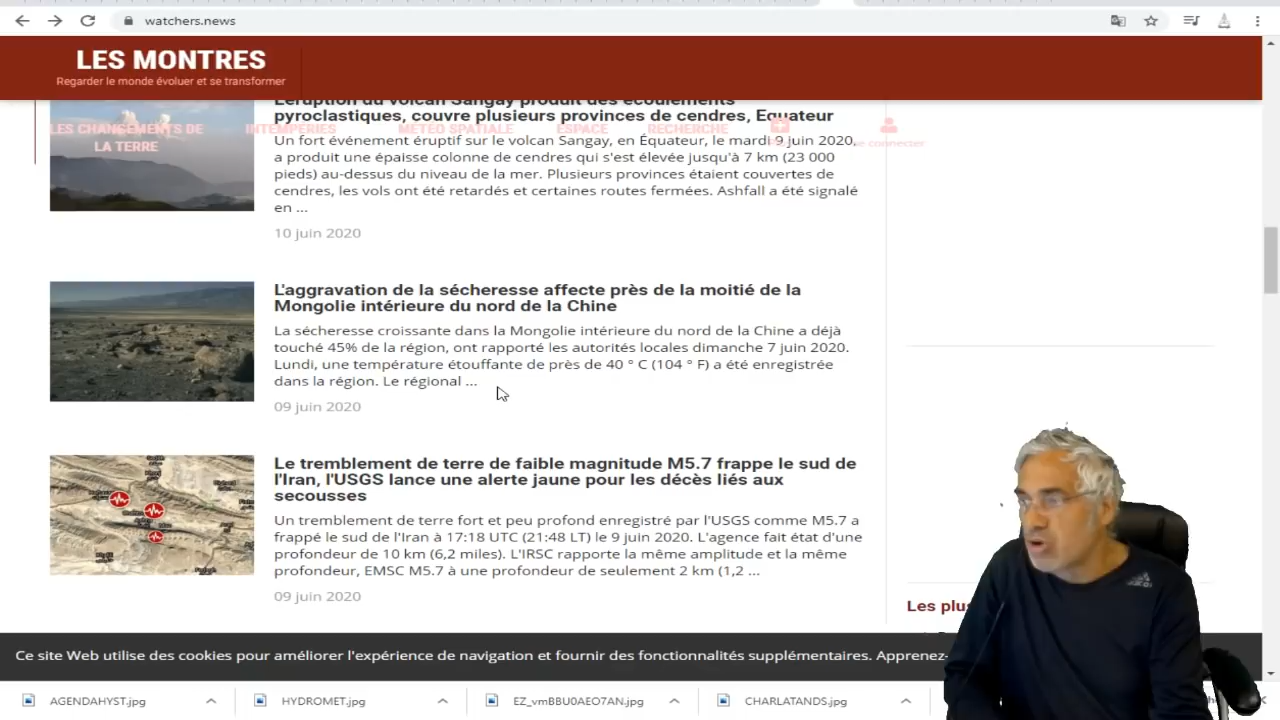 watchers.news
LES MONTRES
Regarder le monde évoluer et se transformer
LES CHANGEMENTS DE
LA TERRE
INTEMPÉRIES
MÉTÉO SPATIALE
ESPACE
RECHERCHE
connecter
L'éruption du volcan Sangay produit des écoulements
pyroclastiques, couvre plusieurs provinces de cendres, Equateur
Un fort événement éruptif sur le volcan Sangay, en Équateur, le mardi 9 juin 2020,
a produit une épaisse colonne de cendres qui s'est élevée jusqu'à 7 km (23 000
pieds) au-dessus du niveau de la mer. Plusieurs provinces étaient couvertes de
cendres, les vols ont été retardés et certaines routes fermées. Ashfall a été signalé
en ...
10 juin 2020
L'aggravation de la sécheresse affecte près de la moitié de la
Mongolie intérieure du nord de la Chine
La sécheresse croissante dans la Mongolie intérieure du nord de la Chine a déjà
touché 45% de la région, ont rapporté les autorités locales dimanche 7 juin 2020.
Lundi, une température étouffante de près de 40 ° C (104 ° F) a été enregistrée
dans la région. Le régional ...
09 juin 2020
Le tremblement de terre de faible magnitude M5.7 frappe le sud de
l'Iran, l'USGS lance une alerte jaune pour les décès liés aux
secousses
Un tremblement de terre fort et peu profond enregistré par l'USGS comme M5.7 a
frappé le sud de l'Iran à 17:18 UTC (21:48 LT) le 9 juin 2020. L'agence fait état d'une
profondeur de 10 km (6,2 miles). L'IRSC rapporte la même amplitude et la même
profondeur, EMSC M5.7 à une profondeur de seulement 2 km (1,2 ...
09 juin 2020
Les plu
Ce site Web utilise des cookies pour améliorer l'expérience de navigation et fournir des fonctionnalités supplémentaires. Apprenez-
AGENDAHYST.jpg
HYDROMET.jpg
EZ_vmBBU0AEO7AN.jpg
CHARLATANDS.jpg